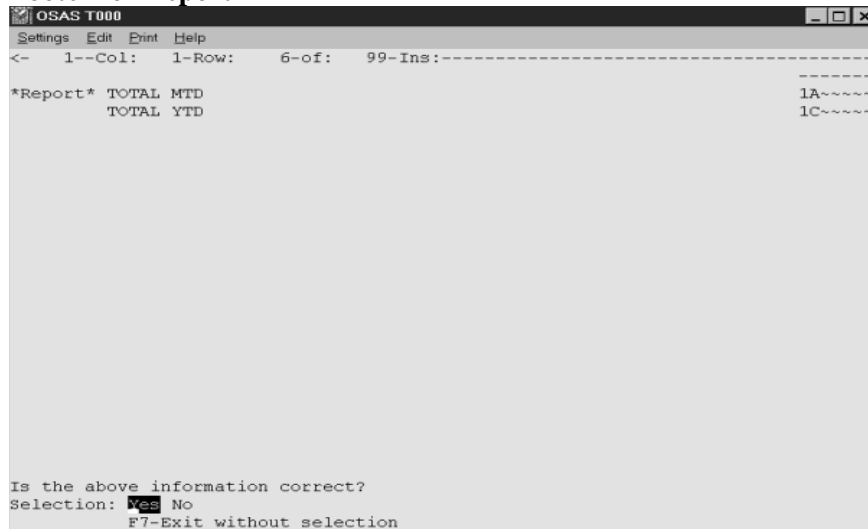 OSAS T000
Settings Edit Print Help
<- 1--Col: 1-Row: 6-of: 99-Ins:----------------------------------------
-------
*Report* TOTAL MTD 1A~~~~~
TOTAL YTD 1C~~~~~
Is the above information correct?
Selection: Yes No
F7-Exit without selection